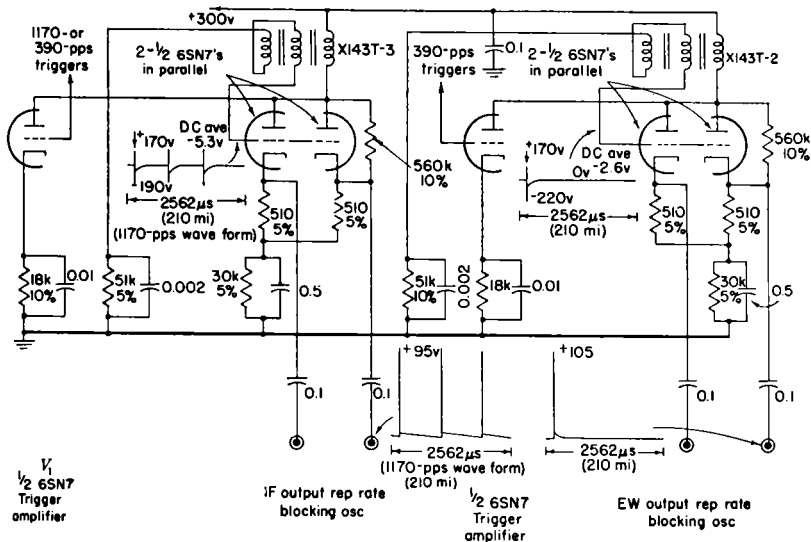 +300v
1170-or
390-pps
triggers
2-1/2 6SN7's
in parallel
X143T-3
0.1
390-pps
triggers
2-1/2 6SN7's
in parallel
X143T-2
+170v
DC ave
-5.3v
190v
2562μs
(210 mi)
(1170-pps wave form)
560k
10%
+170v
DC ave
0v -2.6v
-220v
2562μs
(210 mi)
560k
10%
510
5%
510
5%
510
5%
510
5%
18k
10%
0.01
51k
5%
0.002
30k
5%
0.5
51k
10%
0.002
18k
0.01
30k
5%
0.5
+95v
+105
0.1
0.1
0.1
0.1
2562μs
(1170-pps wave form)
(210 mi)
2562μs
(210 mi)
V1
1/2 6SN7
Trigger
amplifier
IF output rep rate
blocking osc
1/2 6SN7
Trigger
amplifier
EW output rep rate
blocking osc